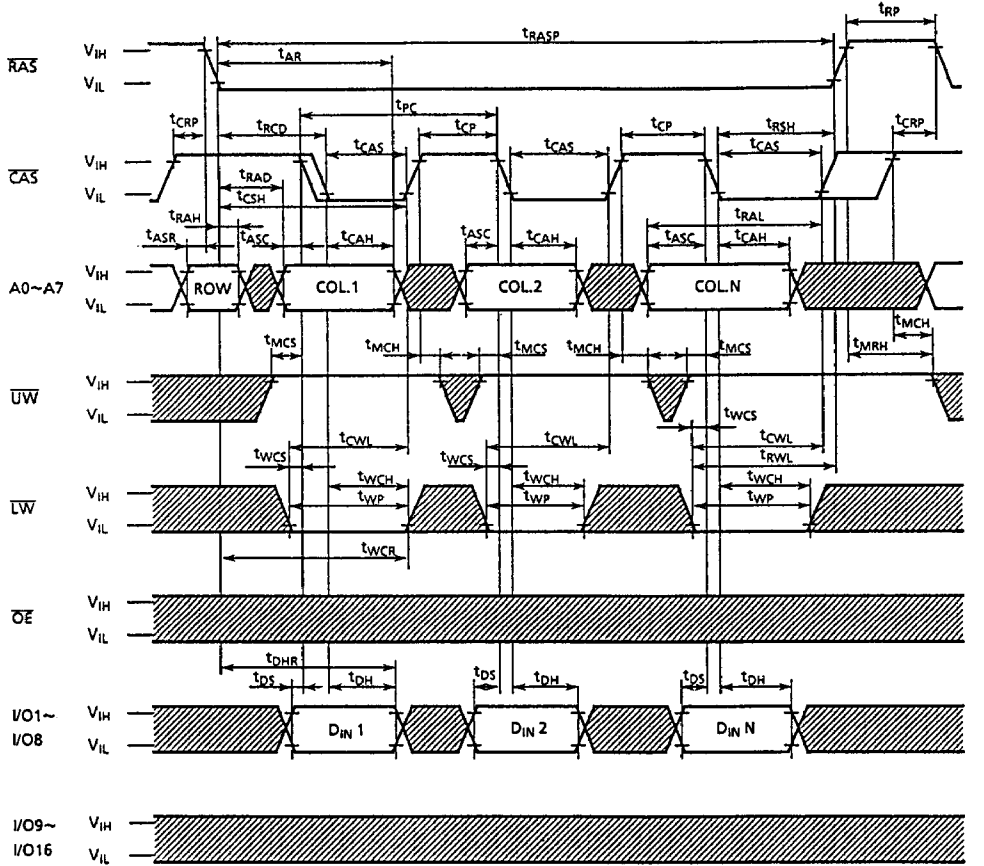 tRP
tRASP
tAR
RAS
VIH
VIL
tPC
tCRP
tRCD
tCP
tCP
tRSH
tCRP
tCAS
tCAS
tCAS
CAS
VIH
VIL
tRAD
tCSH
tRAH
tRAL
tASR
tASC
tCAH
tASC
tCAH
tASC
tCAH
A0~A7
VIH
VIL
ROW
COL.1
COL.2
COL.N
tMCH
tMCS
tMCH
tMCS
tMCH
tMCS
tMRH
UW
VIH
VIL
tWCS
tCWL
tCWL
tCWL
tWCS
tWCS
tRWL
tWCH
tWCH
tWCH
LW
VIH
VIL
tWP
tWP
tWP
tWCR
OE
VIH
VIL
tDHR
tDS
tDH
tDS
tDH
tDS
tDH
I/O1~
I/O8
VIH
VIL
DIN 1
DIN 2
DIN N
I/O9~
I/O16
VIH
VIL